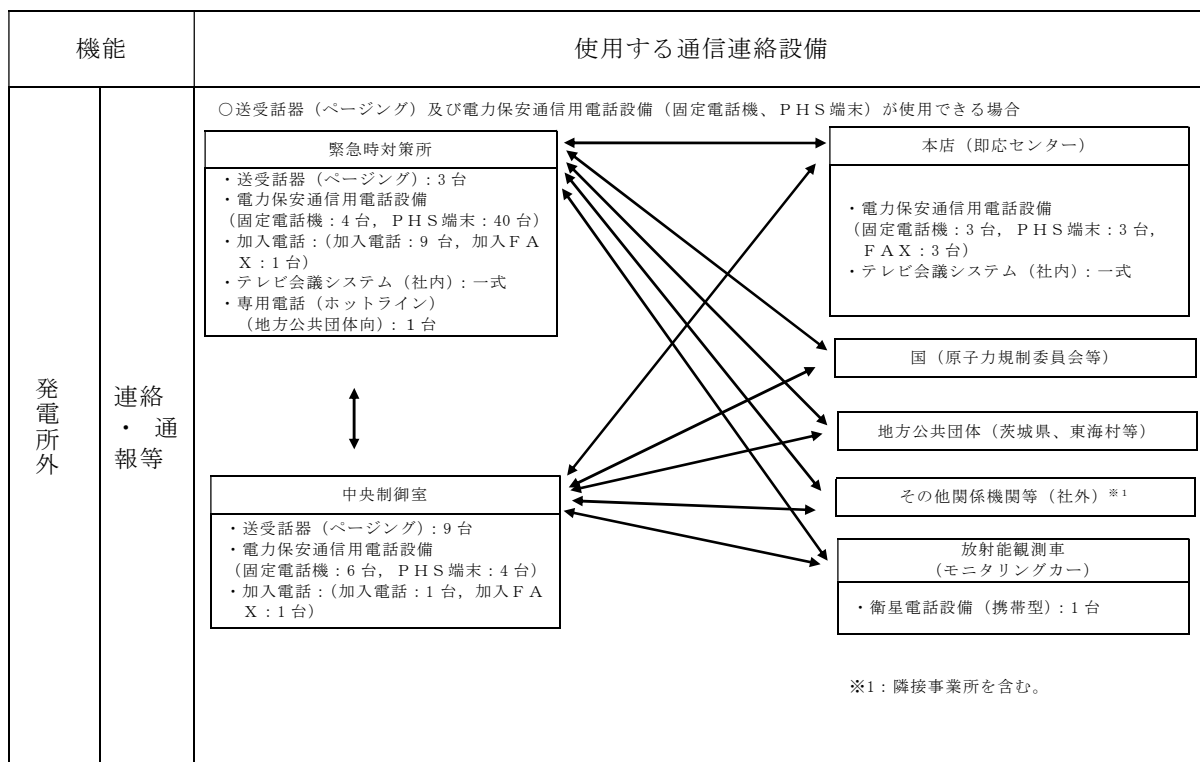 機能
使用する通信連絡設備
発電所外
連絡
・ 通
報等
○送受話器（ページング）及び電力保安通信用電話設備（固定電話機、ＰＨＳ端末）が使用できる場合
緊急時対策所
・送受話器（ページング）：3 台
・電力保安通信用電話設備
（固定電話機：4 台，ＰＨＳ端末：40 台）
・加入電話：（加入電話：9 台，加入ＦＡ
Ｘ：1 台）
・テレビ会議システム（社内）：一式
・専用電話（ホットライン）
（地方公共団体向）：1 台
中央制御室
・送受話器（ページング）：9 台
・電力保安通信用電話設備
（固定電話機：6 台，ＰＨＳ端末：4 台）
・加入電話：（加入電話：1 台，加入ＦＡ
Ｘ：1 台）
本店（即応センター）
・電力保安通信用電話設備
（固定電話機：3 台，ＰＨＳ端末：3 台，
ＦＡＸ：3 台）
・テレビ会議システム（社内）：一式
国（原子力規制委員会等）
地方公共団体（茨城県、東海村等）
その他関係機関等（社外）※1
放射能観測車
（モニタリングカー）
・衛星電話設備（携帯型）：1 台
※1：隣接事業所を含む。